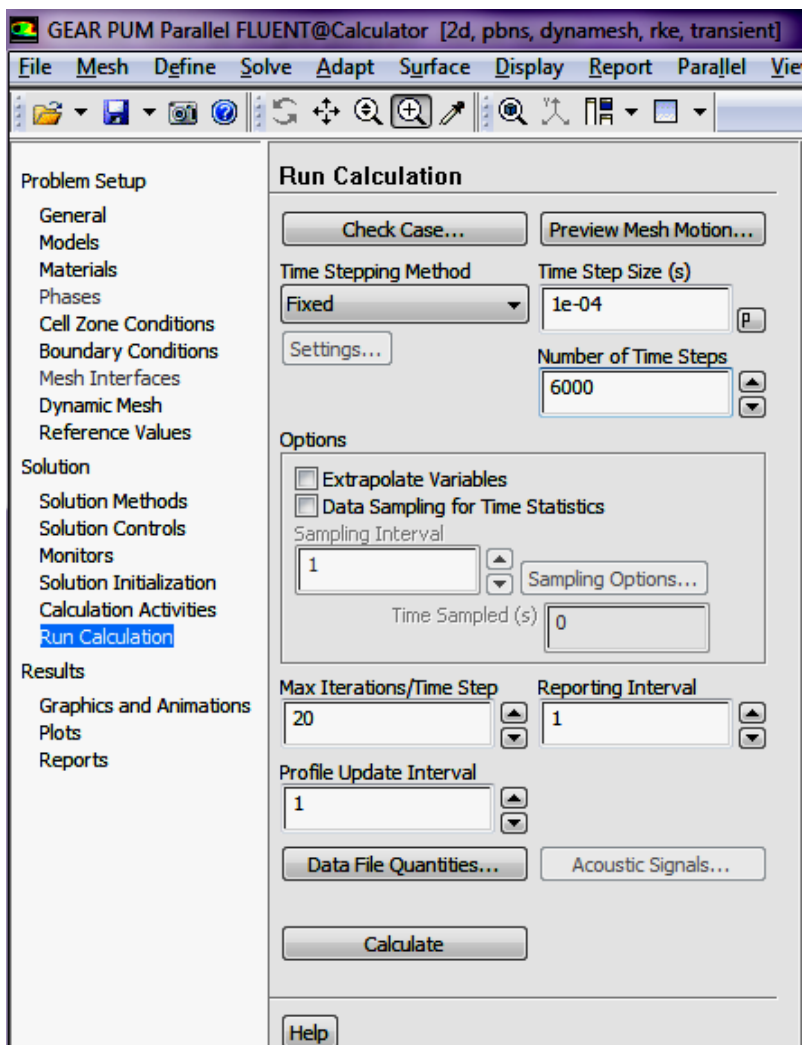 GEAR PUM Parallel FLUENT@Calculator [2d, pbns, dynamesh, rke, transient]
File Mesh Define Solve Adapt Surface Display Report Parallel Vie
Problem Setup
General
Models
Materials
Phases
Cell Zone Conditions
Boundary Conditions
Mesh Interfaces
Dynamic Mesh
Reference Values
Solution
Solution Methods
Solution Controls
Monitors
Solution Initialization
Calculation Activities
Run Calculation
Results
Graphics and Animations
Plots
Reports
Run Calculation
Check Case... Preview Mesh Motion...
Time Stepping Method Time Step Size (s)
Fixed 1e-04 P
Settings... Number of Time Steps
6000
Options
Extrapolate Variables
Data Sampling for Time Statistics
Sampling Interval
1 Sampling Options...
Time Sampled (s) 0
Max Iterations/Time Step Reporting Interval
20 1
Profile Update Interval
1
Data File Quantities... Acoustic Signals...
Calculate
Help